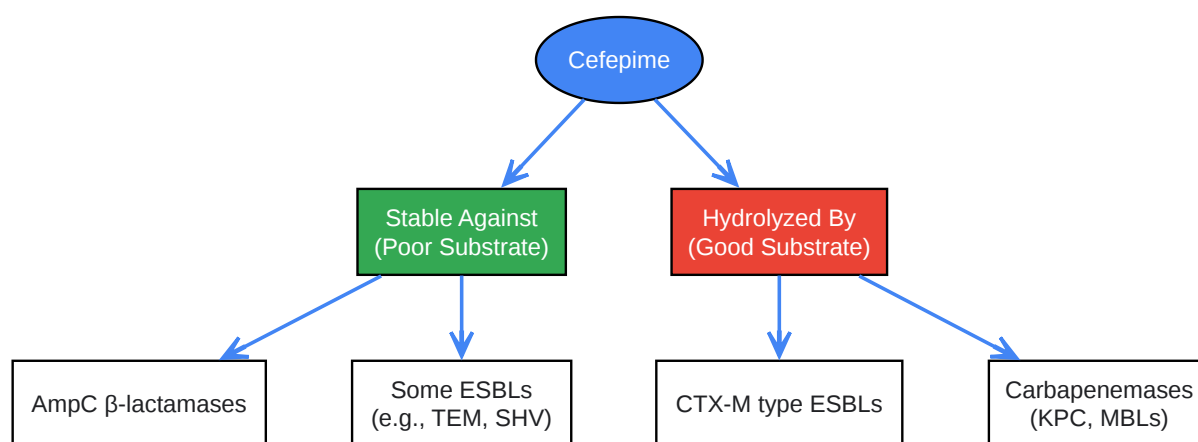 Cefepime
Stable Against
(Poor Substrate)
Hydrolyzed By
(Good Substrate)
AmpC β-lactamases
Some ESBLs
(e.g., TEM, SHV)
CTX-M type ESBLs
Carbapenemases
(KPC, MBLs)